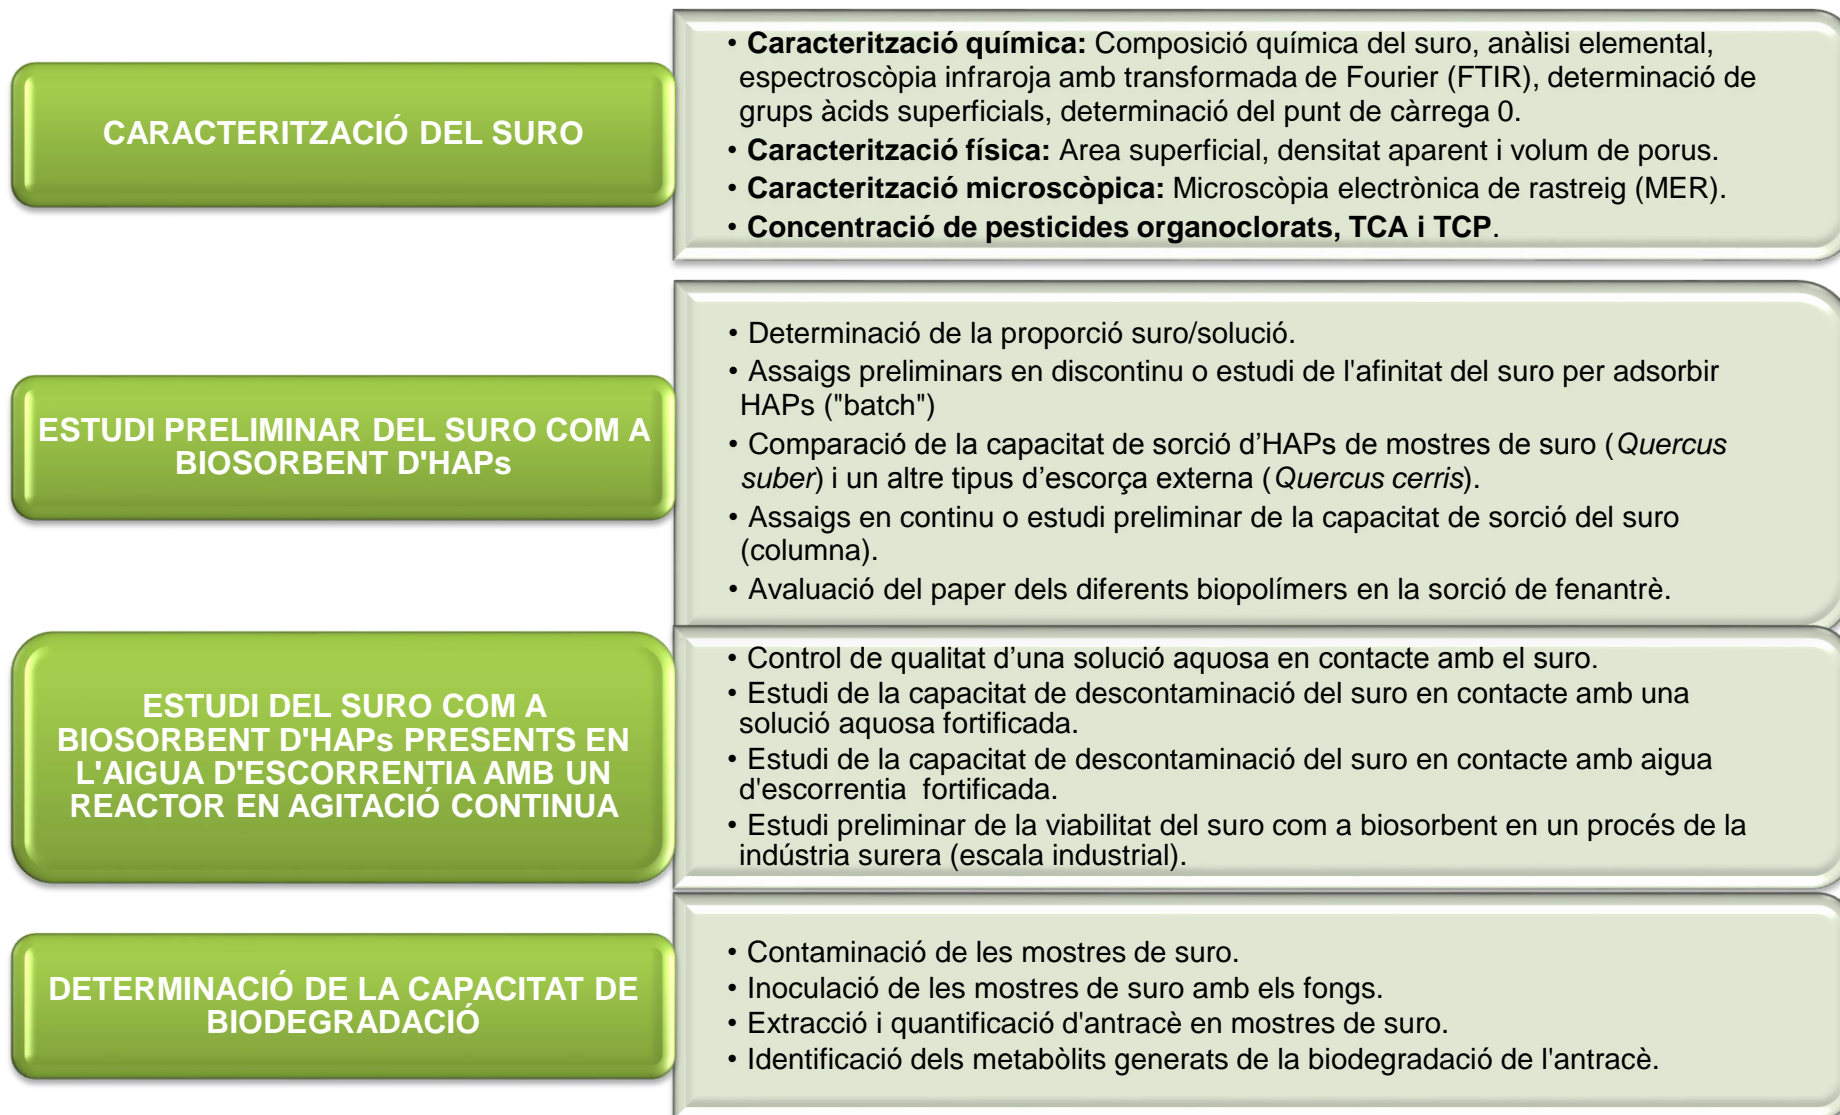 CARACTERITZACIÓ DEL SURO
• Caracterització química: Composició química del suro, anàlisi elemental,
espectroscòpia infraroja amb transformada de Fourier (FTIR), determinació de
grups àcids superficials, determinació del punt de càrrega 0.
• Caracterització física: Area superficial, densitat aparent i volum de porus.
• Caracterització microscòpica: Microscòpia electrònica de rastreig (MER).
• Concentració de pesticides organoclorats, TCA i TCP.
ESTUDI PRELIMINAR DEL SURO COM A
BIOSORBENT D'HAPs
• Determinació de la proporció suro/solució.
• Assaigs preliminars en discontinu o estudi de l'afinitat del suro per adsorbir
HAPs ("batch")
• Comparació de la capacitat de sorció d’HAPs de mostres de suro (Quercus
suber) i un altre tipus d’escorça externa (Quercus cerris).
• Assaigs en continu o estudi preliminar de la capacitat de sorció del suro
(columna).
• Avaluació del paper dels diferents biopolímers en la sorció de fenantrè.
ESTUDI DEL SURO COM A
BIOSORBENT D'HAPs PRESENTS EN
L'AIGUA D'ESCORRENTIA AMB UN
REACTOR EN AGITACIÓ CONTINUA
• Control de qualitat d’una solució aquosa en contacte amb el suro.
• Estudi de la capacitat de descontaminació del suro en contacte amb una
solució aquosa fortificada.
• Estudi de la capacitat de descontaminació del suro en contacte amb aigua
d'escorrentia fortificada.
• Estudi preliminar de la viabilitat del suro com a biosorbent en un procés de la
indústria surera (escala industrial).
DETERMINACIÓ DE LA CAPACITAT DE
BIODEGRADACIÓ
• Contaminació de les mostres de suro.
• Inoculació de les mostres de suro amb els fongs.
• Extracció i quantificació d'antracè en mostres de suro.
• Identificació dels metabòlits generats de la biodegradació de l'antracè.